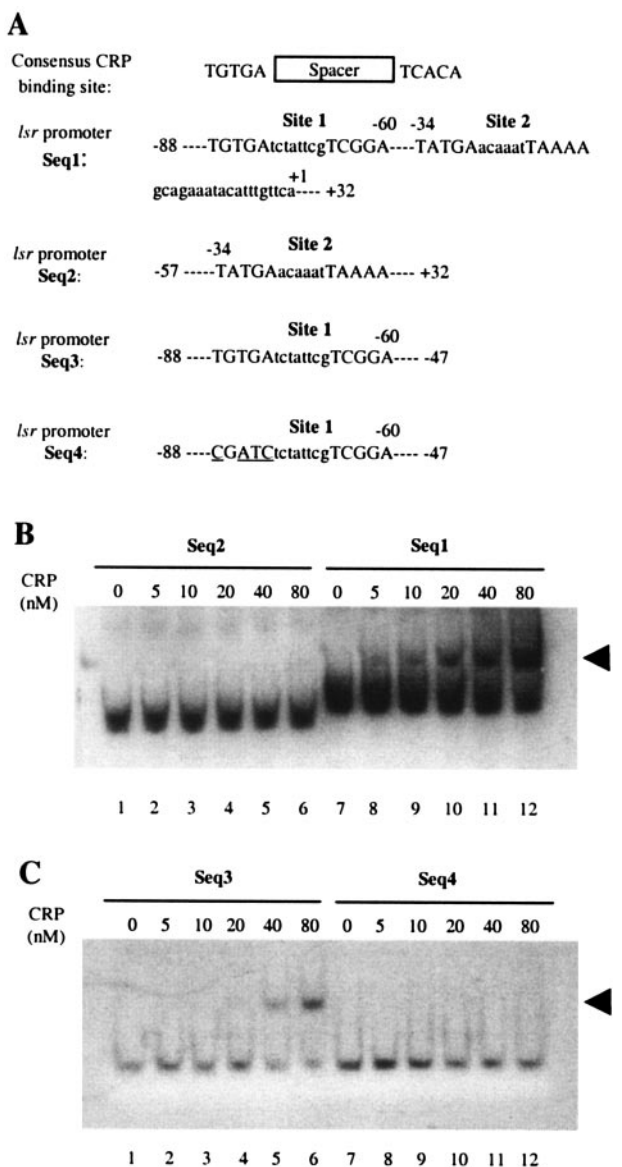 A
Consensus CRP binding site:
TGTGA Spacer TCACA
lsr promoter Seq1:
Site 1 -60 -34 Site 2
-88 ----TGTGAtctattcgTCGGA----TATGAacaaatTAAAA
+1
gcagaaatacatttgttca---- +32
lsr promoter Seq2:
-34 Site 2
-57 -----TATGAacaaatTAAAA---- +32
lsr promoter Seq3:
Site 1 -60
-88 ----TGTGAtctattcgTCGGA---- -47
lsr promoter Seq4:
Site 1 -60
-88 ----CGATCtctattcgTCGGA---- -47
B
Seq2 Seq1
CRP (nM)
0 5 10 20 40 80 0 5 10 20 40 80
1 2 3 4 5 6 7 8 9 10 11 12
C
Seq3 Seq4
CRP (nM)
0 5 10 20 40 80 0 5 10 20 40 80
1 2 3 4 5 6 7 8 9 10 11 12